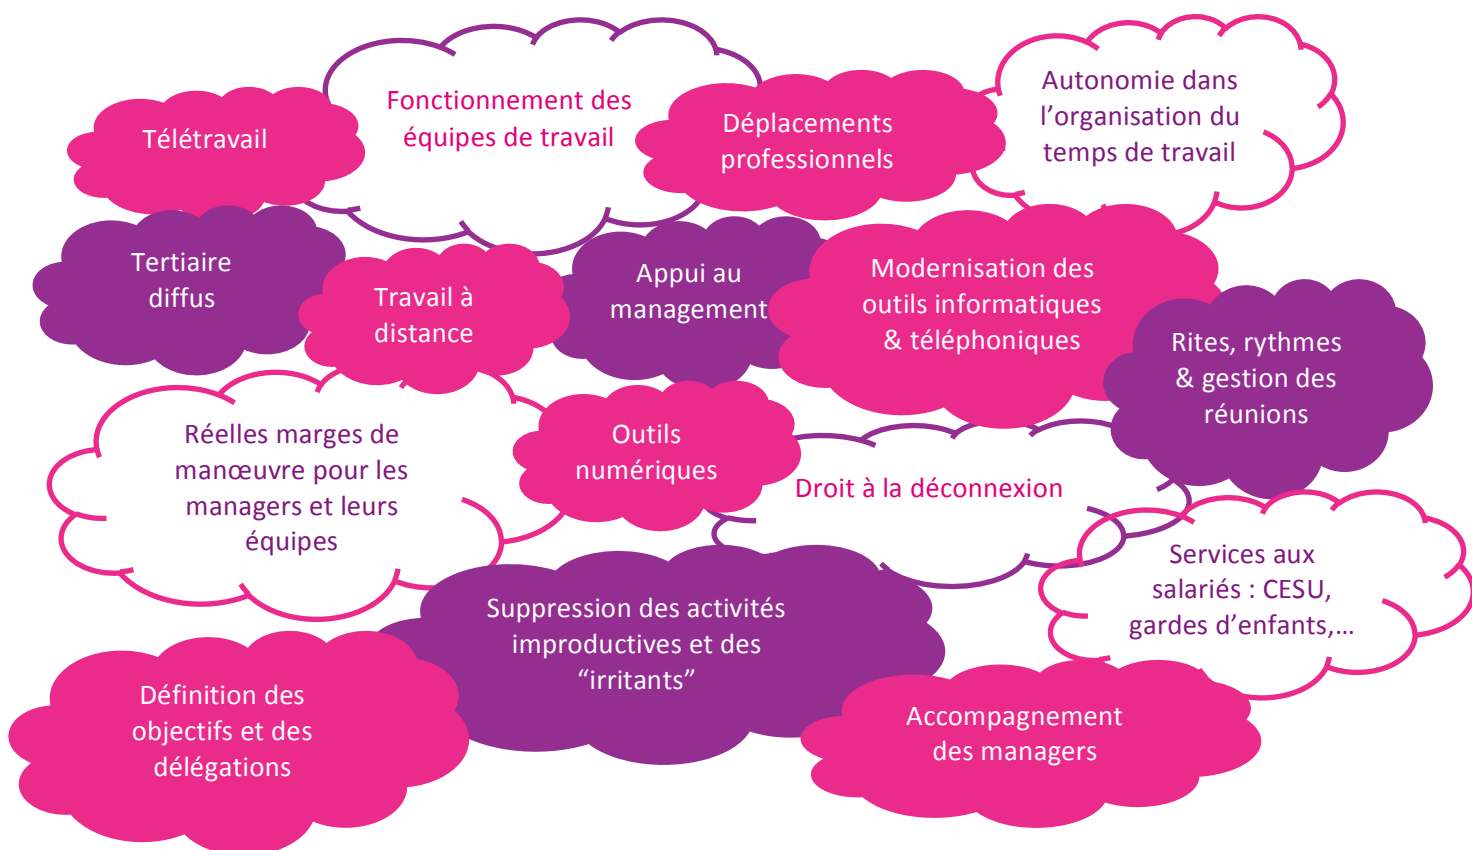 Fonctionnement des
équipes de travail
Télétravail
Déplacements
professionnels
Autonomie dans
l’organisation du
temps de travail
Tertiaire
diffus
Travail à
distance
Appui au
management
Modernisation des
outils informatiques
& téléphoniques
Rites, rythmes
& gestion des
réunions
Réelles marges de
manœuvre pour les
managers et leurs
équipes
Outils
numériques
Droit à la déconnexion
Services aux
salariés : CESU,
gardes d’enfants,…
Suppression des activités
improductives et des
“irritants”
Définition des
objectifs et des
délégations
Accompagnement
des managers